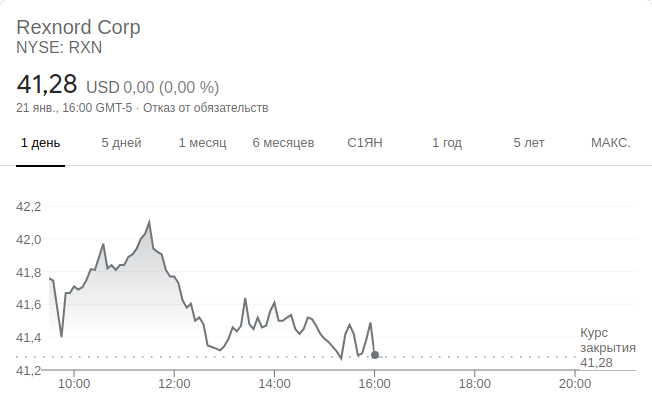 Rexnord Corp
NYSE: RXN
41,28 USD 0,00 (0,00 %)
21 янв., 16:00 GMT-5 · Отказ от обязательств
1 день 5 дней 1 месяц 6 месяцев С1ЯН 1 год 5 лет МАКС.
42,2
42,0
41,8
41,6
41,4
41,2
Курс
закрытия
41,28
10:00 12:00 14:00 16:00 18:00 20:00